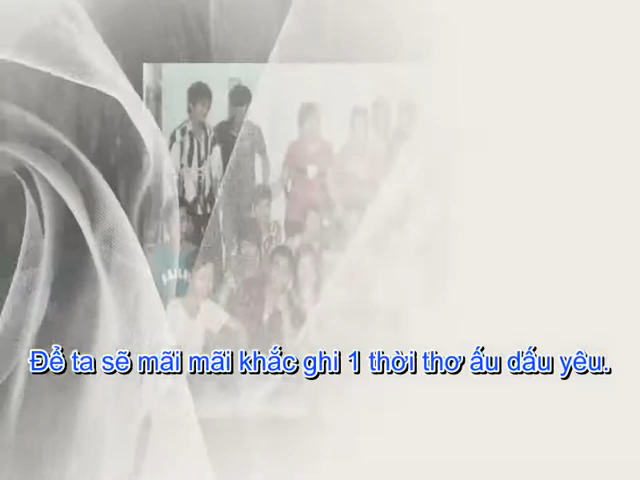 Để ta sẽ mãi mãi khắc ghi 1 thời thơ ấu dấu yêu.